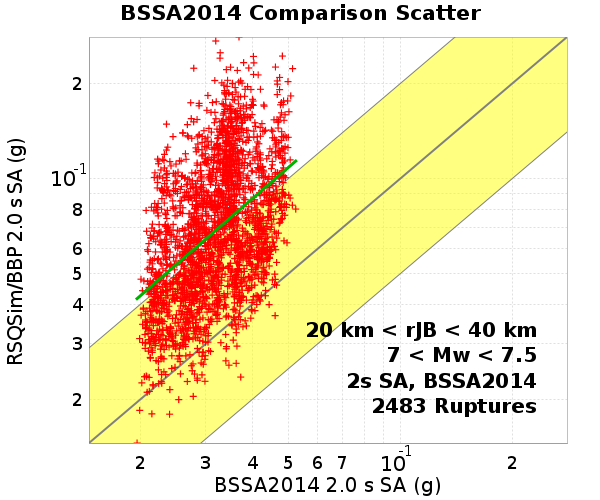 BSSA2014 Comparison Scatter
RSQSim/BBP 2.0 s SA (g)
2
10-1
8
6
5
4
3
2
20 km < rJB < 40 km
7 < Mw < 7.5
2s SA, BSSA2014
2483 Ruptures
2 3 4 5 6 7 10-1 2
BSSA2014 2.0 s SA (g)